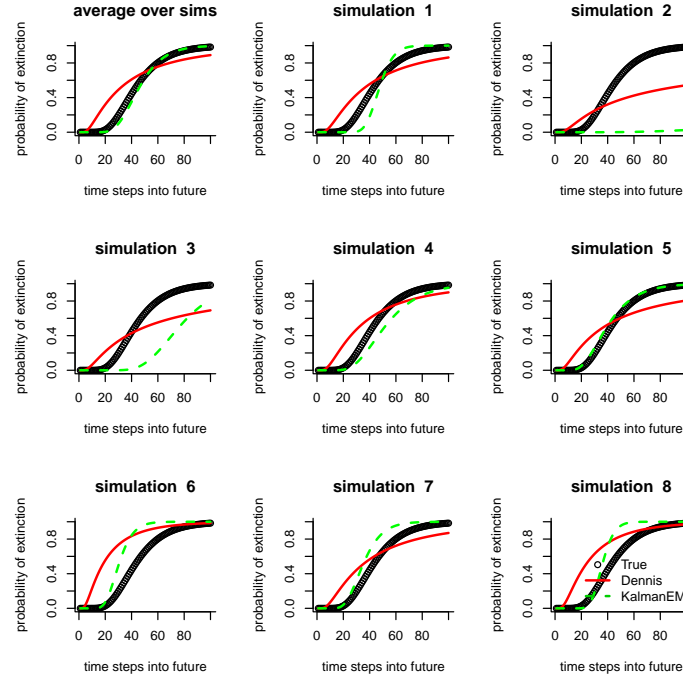 average over sims
simulation 1
simulation 2
probability of extinction
0.0 0.4 0.8
0 20 40 60 80
time steps into future
probability of extinction
0.0 0.4 0.8
0 20 40 60 80
time steps into future
probability of extinction
0.0 0.4 0.8
0 20 40 60 80
time steps into future
simulation 3
simulation 4
simulation 5
probability of extinction
0.0 0.4 0.8
0 20 40 60 80
time steps into future
probability of extinction
0.0 0.4 0.8
0 20 40 60 80
time steps into future
probability of extinction
0.0 0.4 0.8
0 20 40 60 80
time steps into future
simulation 6
simulation 7
simulation 8
probability of extinction
0.0 0.4 0.8
0 20 40 60 80
time steps into future
probability of extinction
0.0 0.4 0.8
0 20 40 60 80
time steps into future
probability of extinction
0.0 0.4 0.8
0 20 40 60 80
time steps into future
True
Dennis
KalmanEM